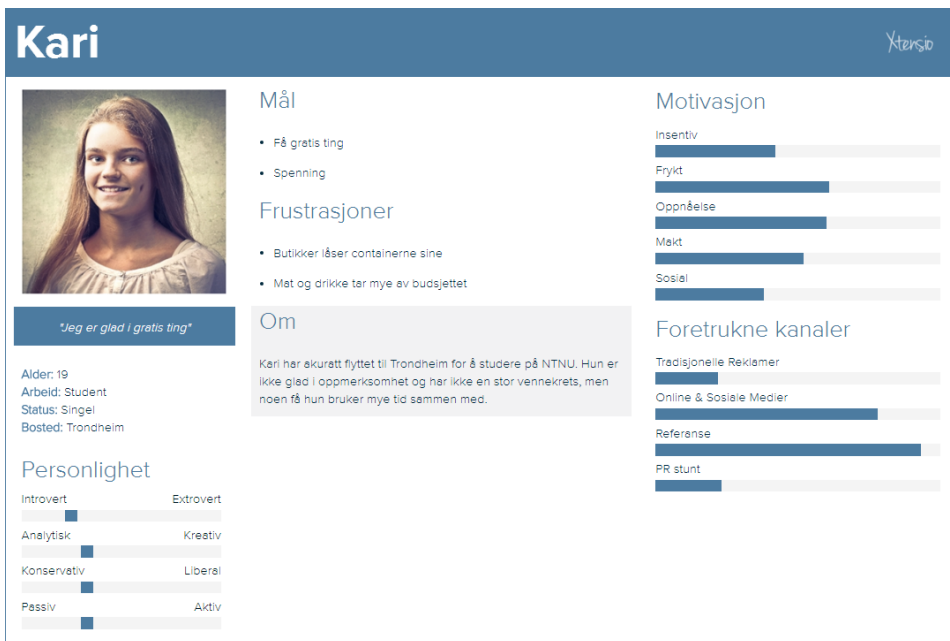 Kari
Xtensio
"Jeg er glad i gratis ting"
Alder: 19
Arbeid: Student
Status: Singel
Bosted: Trondheim
Personlighet
Introvert Extrovert
Analytisk Kreativ
Konservativ Liberal
Passiv Aktiv
Mål
• Få gratis ting
• Spenning
Frustrasjoner
• Butikker låser containerne sine
• Mat og drikke tar mye av budsjettet
Om
Kari har akuratt flyttet til Trondheim for å studere på NTNU. Hun er
ikke glad i oppmerksomhet og har ikke en stor vennekrets, men
noen få hun bruker mye tid sammen med.
Motivasjon
Insentiv
Frykt
Oppnåelse
Makt
Sosial
Foretrukne kanaler
Tradisjonelle Reklamer
Online & Sosiale Medier
Referanse
PR stunt